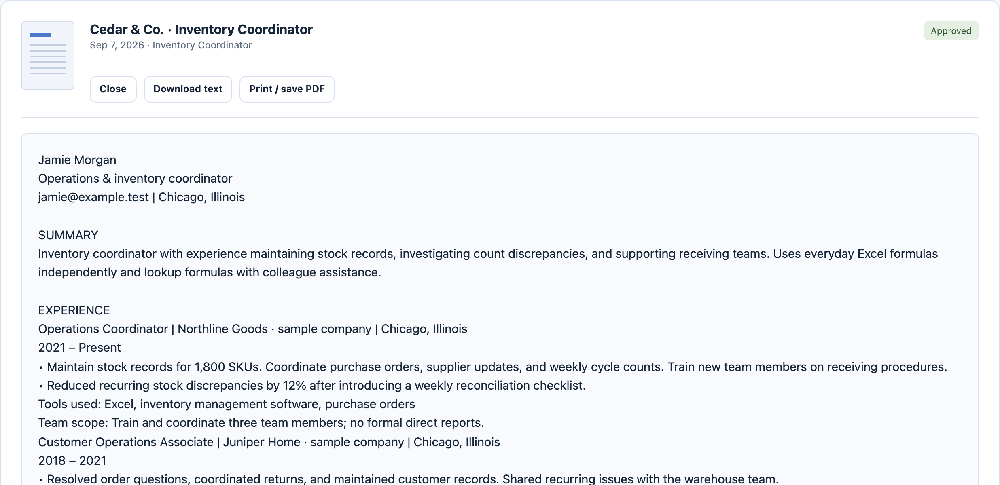 Cedar & Co. · Inventory Coordinator
Approved
Sep 7, 2026 · Inventory Coordinator
Close
Download text
Print / save PDF
Jamie Morgan
Operations & inventory coordinator
jamie@example.test | Chicago, Illinois
SUMMARY
Inventory coordinator with experience maintaining stock records, investigating count discrepancies, and supporting receiving teams. Uses everyday Excel formulas
independently and lookup formulas with colleague assistance.
EXPERIENCE
Operations Coordinator | Northline Goods · sample company | Chicago, Illinois
2021 – Present
• Maintain stock records for 1,800 SKUs. Coordinate purchase orders, supplier updates, and weekly cycle counts. Train new team members on receiving procedures.
• Reduced recurring stock discrepancies by 12% after introducing a weekly reconciliation checklist.
Tools used: Excel, inventory management software, purchase orders
Team scope: Train and coordinate three team members; no formal direct reports.
Customer Operations Associate | Juniper Home · sample company | Chicago, Illinois
2018 – 2021
• Resolved order questions, coordinated returns, and maintained customer records. Shared recurring issues with the warehouse team.